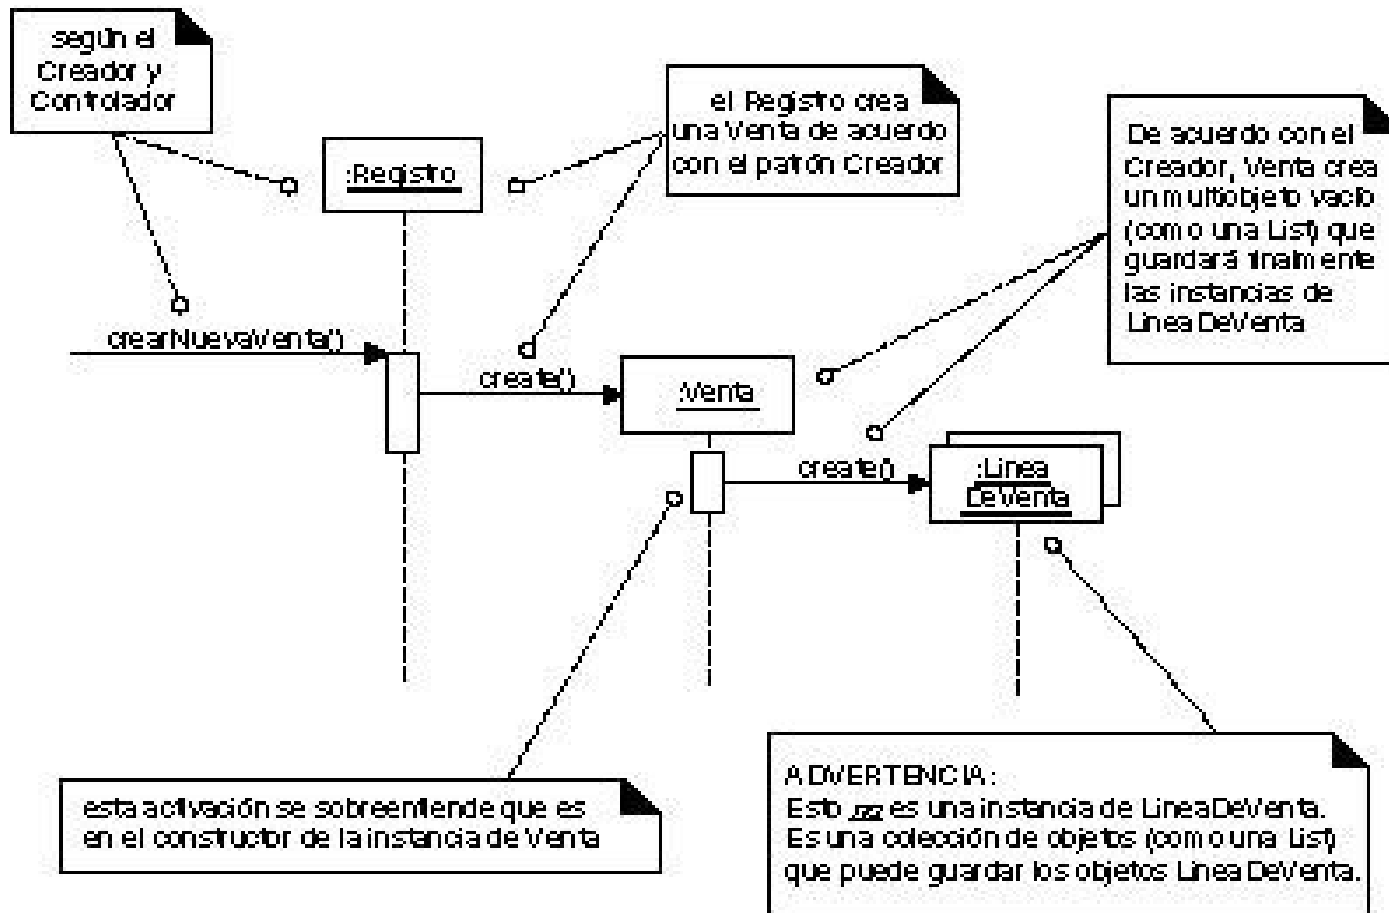 según el
Creador y
Controlador
:Registro
el Registro crea
una Venta de acuerdo
con el patrón Creador
De acuerdo con el
Creador, Venta crea
un multiobjeto vacío
(como una List) que
guardará finalmente
las instancias de
LineaDeVenta
crearNuevaVenta()
create()
:Venta
create()
:Linea
DeVenta
esta activación se sobreentiende que es
en el constructor de la instancia de Venta
ADVERTENCIA:
Esto no es una instancia de LineaDeVenta.
Es una colección de objetos (como una List)
que puede guardar los objetos LineaDeVenta.